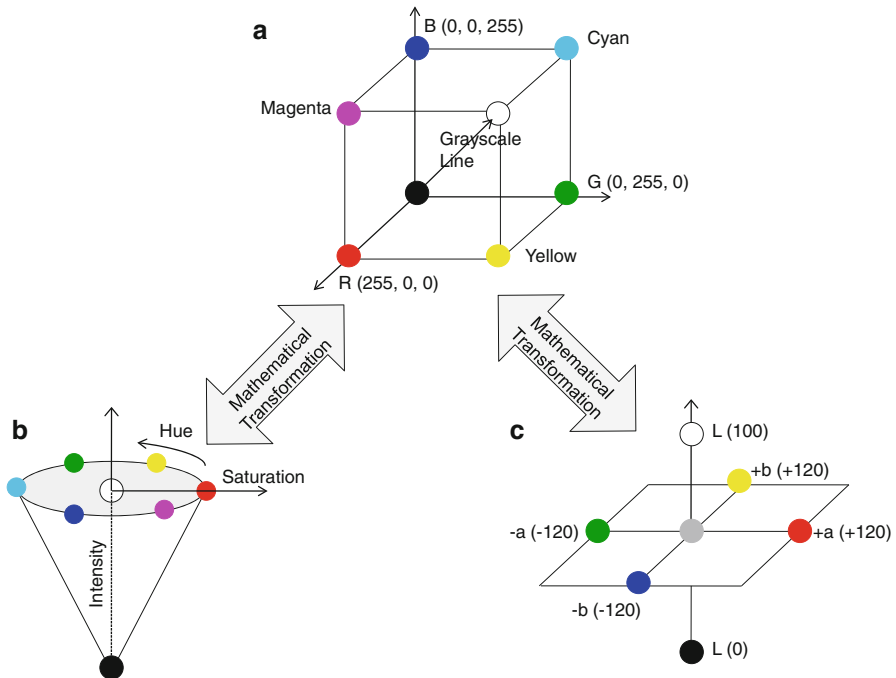 a
B (0, 0, 255)
Cyan
Magenta
Grayscale
Line
G (0, 255, 0)
Yellow
R (255, 0, 0)
Mathematical
Transformation
Mathematical
Transformation
b
Hue
Saturation
Intensity
c
L (100)
+b (+120)
-a (-120)
+a (+120)
-b (-120)
L (0)